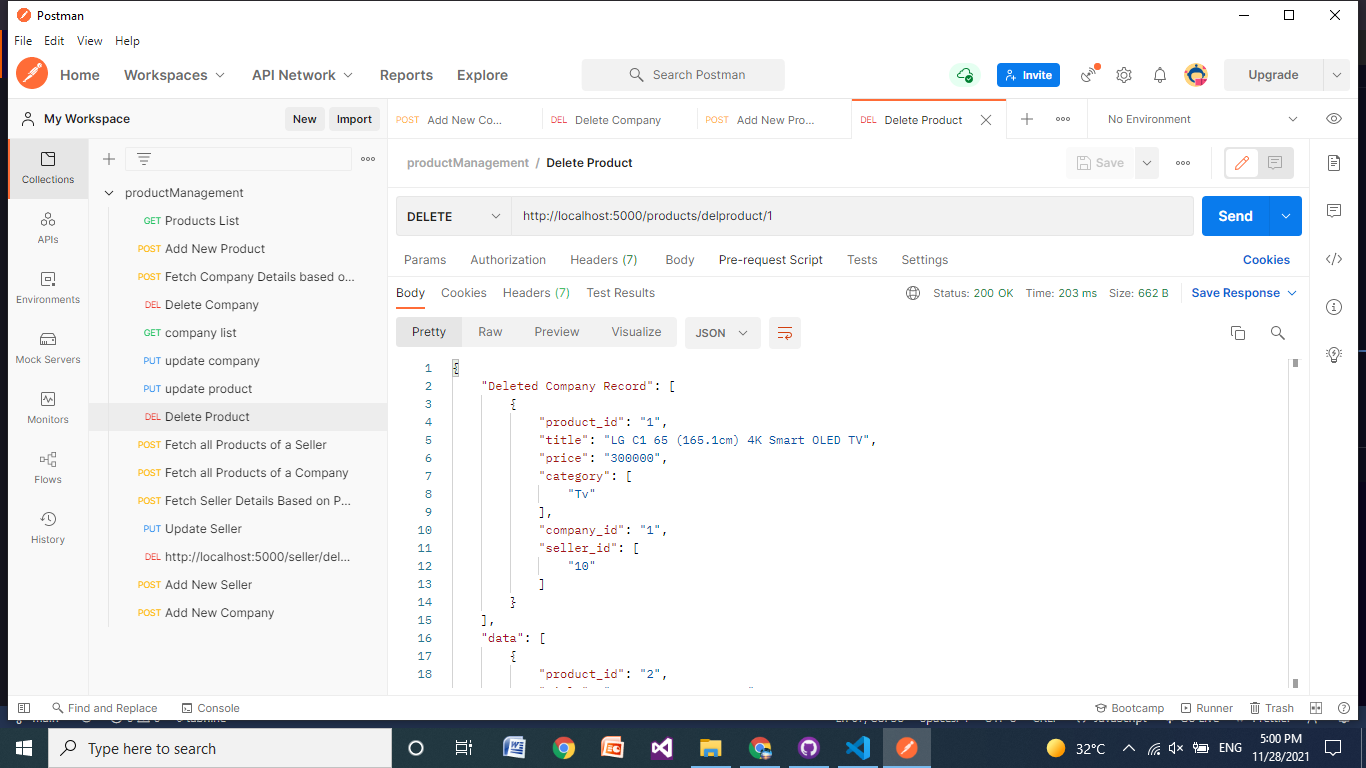 Postman
File Edit View Help
Home Workspaces API Network Reports Explore Search Postman Invite Upgrade
My Workspace New Import
POST Add New Co... DEL Delete Company POST Add New Pro... DEL Delete Product No Environment
Collections
APIs
Environments
Mock Servers
Monitors
Flows
History
productManagement
GET Products List
POST Add New Product
POST Fetch Company Details based o...
DEL Delete Company
GET company list
PUT update company
PUT update product
DEL Delete Product
POST Fetch all Products of a Seller
POST Fetch all Products of a Company
POST Fetch Seller Details Based on P...
PUT Update Seller
DEL http://localhost:5000/seller/del...
POST Add New Seller
POST Add New Company
productManagement / Delete Product Save
DELETE http://localhost:5000/products/delproduct/1 Send
Params Authorization Headers (7) Body Pre-request Script Tests Settings Cookies
Body Cookies Headers (7) Test Results Status: 200 OK Time: 203 ms Size: 662 B Save Response
Pretty Raw Preview Visualize JSON
1 {
2 "Deleted Company Record": [
3 {
4 "product_id": "1",
5 "title": "LG C1 65 (165.1cm) 4K Smart OLED TV",
6 "price": "300000",
7 "category": [
8 "Tv"
9 ],
10 "company_id": "1",
11 "seller_id": [
12 "10"
13 ]
14 }
15 ],
16 "data": [
17 {
18 "product_id": "2",
Find and Replace Console Bootcamp Runner Trash
Type here to search 32°C ENG 5:00 PM
11/28/2021